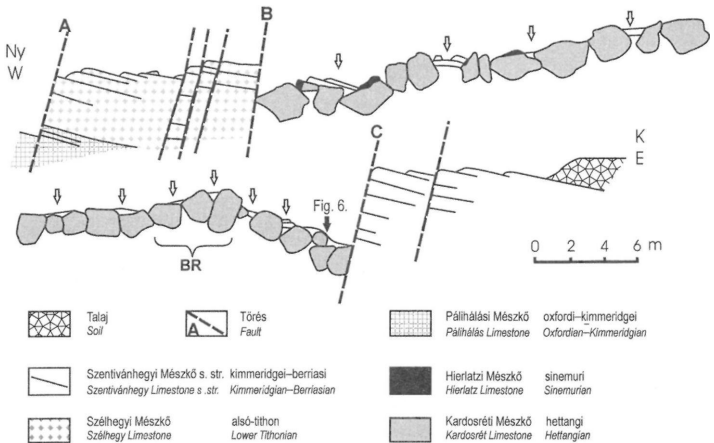 A
B
Ny
W
C
K
E
Fig. 6.
BR
0 2 4 6 m
Talaj
Soil
A
Törés
Fault
Pálihálási Mészkő oxfordi–kimmeridgei
Pálihálás Limestone Oxfordian–Kimmeridgian
Szentivánhegyi Mészkő s. str. kimmeridgei–berriasi
Szentivánhegyi Limestone s .str. Kimmeridgian–Berriasian
Hierlatzi Mészkő sinemuri
Hierlatz Limestone Sinemurian
Szélhegyi Mészkő alsó-tithon
Szélhegy Limestone Lower Tithonian
Kardosréti Mészkő hettangi
Kardosrét Limestone Hettangian